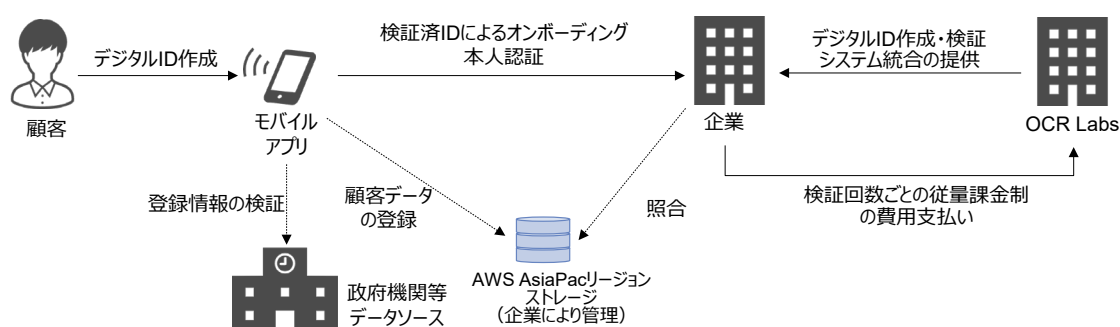 デジタルID作成
顧客
モバイル
アプリ
検証済IDによるオンボーディング
本人認証
企業
デジタルID作成・検証
システム統合の提供
OCR Labs
検証回数ごとの従量課金制
の費用支払い
登録情報の検証
顧客データ
の登録
照合
政府機関等
データソース
AWS AsiaPacリージョン
ストレージ
（企業により管理）